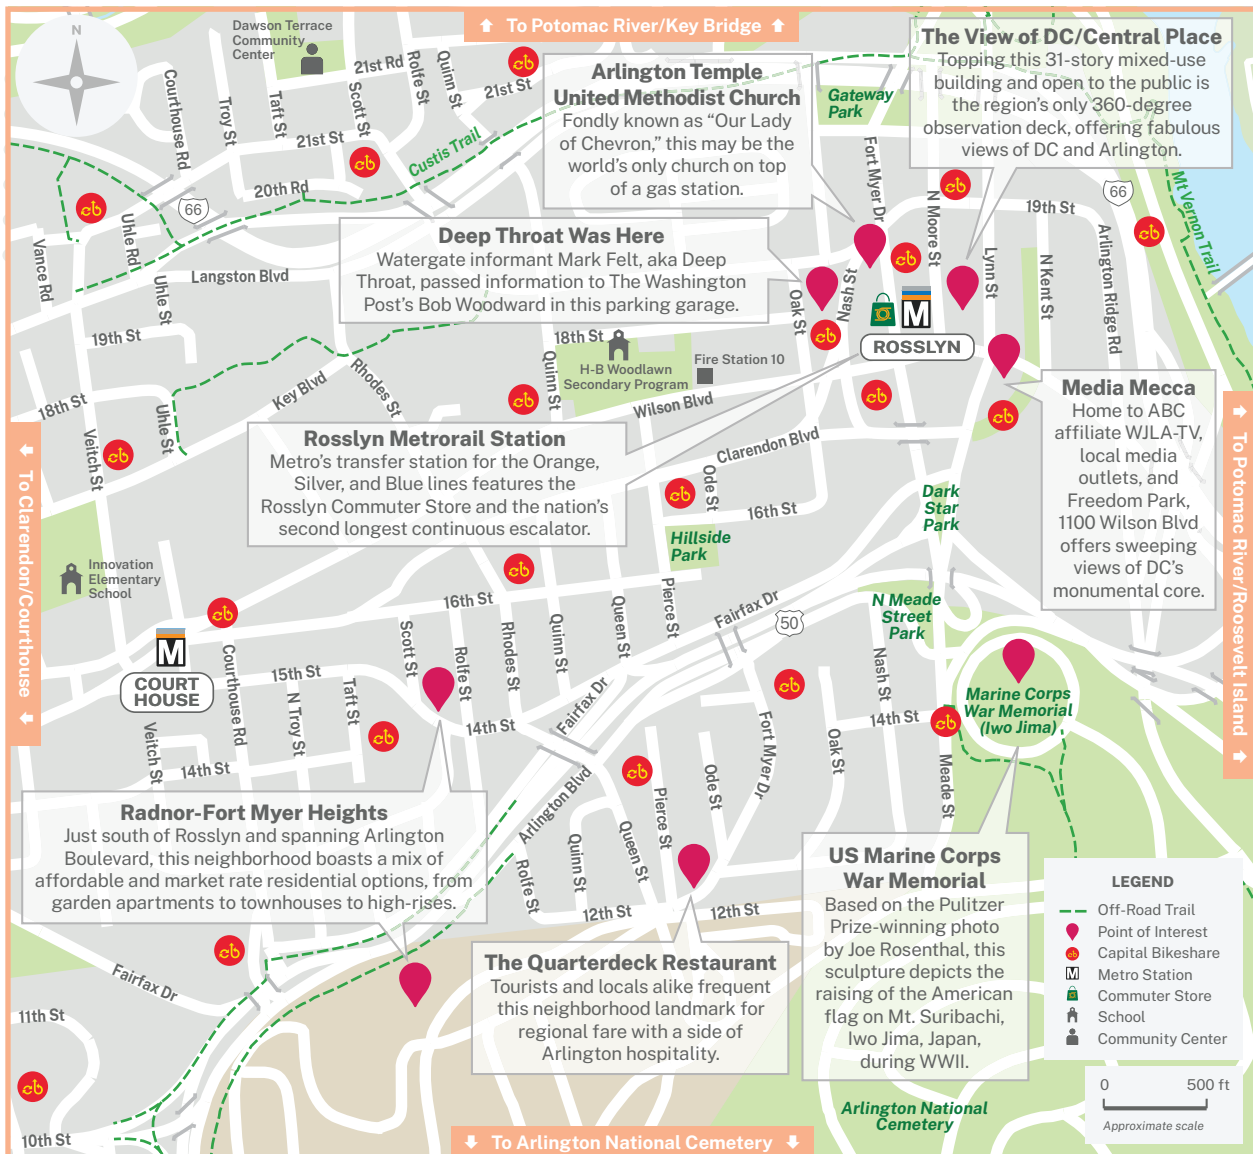 To Potomac River/Key Bridge
N
Dawson Terrace
Community
Center
21st Rd
Rolfe St
Quinn St
21st St
Courthouse Rd
Troy St
Taft St
Scott St
21st St
Custis Trail
20th Rd
66
Arlington Temple
United Methodist Church
Fondly known as “Our Lady
of Chevron,” this may be the
world’s only church on top
of a gas station.
Gateway
Park
The View of DC/Central Place
Topping this 31-story mixed-use
building and open to the public is
the region’s only 360-degree
observation deck, offering fabulous
views of DC and Arlington.
Fort Myer Dr
N Moore St
19th St
66
Mt Vernon Trail
Vance Rd
Uhle Rd
Uhle St
Langston Blvd
Deep Throat Was Here
Watergate informant Mark Felt, aka Deep
Throat, passed information to The Washington
Post’s Bob Woodward in this parking garage.
Oak St
Nash St
M
ROSSLYN
Lynn St
N Kent St
Arlington Ridge Rd
19th St
18th St
H-B Woodlawn
Secondary Program
Fire Station 10
Quinn St
Wilson Blvd
Key Blvd
Rhodes St
18th St
Uhle St
Veitch St
Clarendon Blvd
Rosslyn Metrorail Station
Metro’s transfer station for the Orange,
Silver, and Blue lines features the
Rosslyn Commuter Store and the nation’s
second longest continuous escalator.
Media Mecca
Home to ABC
affiliate WJLA-TV,
local media
outlets, and
Freedom Park,
1100 Wilson Blvd
offers sweeping
views of DC’s
monumental core.
To Clarendon/Courthouse
To Potomac River/Roosevelt Island
Ode St
16th St
Dark
Star
Park
Hillside
Park
Innovation
Elementary
School
16th St
Pierce St
Fairfax Dr
50
N Meade
Street
Park
M
COURT
HOUSE
Courthouse Rd
15th St
N Troy St
Taft St
Scott St
Rolfe St
Rhodes St
Quinn St
Queen St
Fairfax Dr
14th St
Nash St
14th St
Marine Corps
War Memorial
(Iwo Jima)
Veitch St
14th St
Fort Myer Dr
Oak St
Meade St
Arlington Blvd
Pierce St
Ode St
Radnor-Fort Myer Heights
Just south of Rosslyn and spanning Arlington
Boulevard, this neighborhood boasts a mix of
affordable and market rate residential options, from
garden apartments to townhouses to high-rises.
Rolfe St
Quinn St
Queen St
12th St
12th St
The Quarterdeck Restaurant
Tourists and locals alike frequent
this neighborhood landmark for
regional fare with a side of
Arlington hospitality.
US Marine Corps
War Memorial
Based on the Pulitzer
Prize-winning photo
by Joe Rosenthal, this
sculpture depicts the
raising of the American
flag on Mt. Suribachi,
Iwo Jima, Japan,
during WWII.
LEGEND
Off-Road Trail
Point of Interest
Capital Bikeshare
M Metro Station
Commuter Store
School
Community Center
Fairfax Dr
11th St
10th St
Arlington National
Cemetery
0 500 ft
Approximate scale
To Arlington National Cemetery